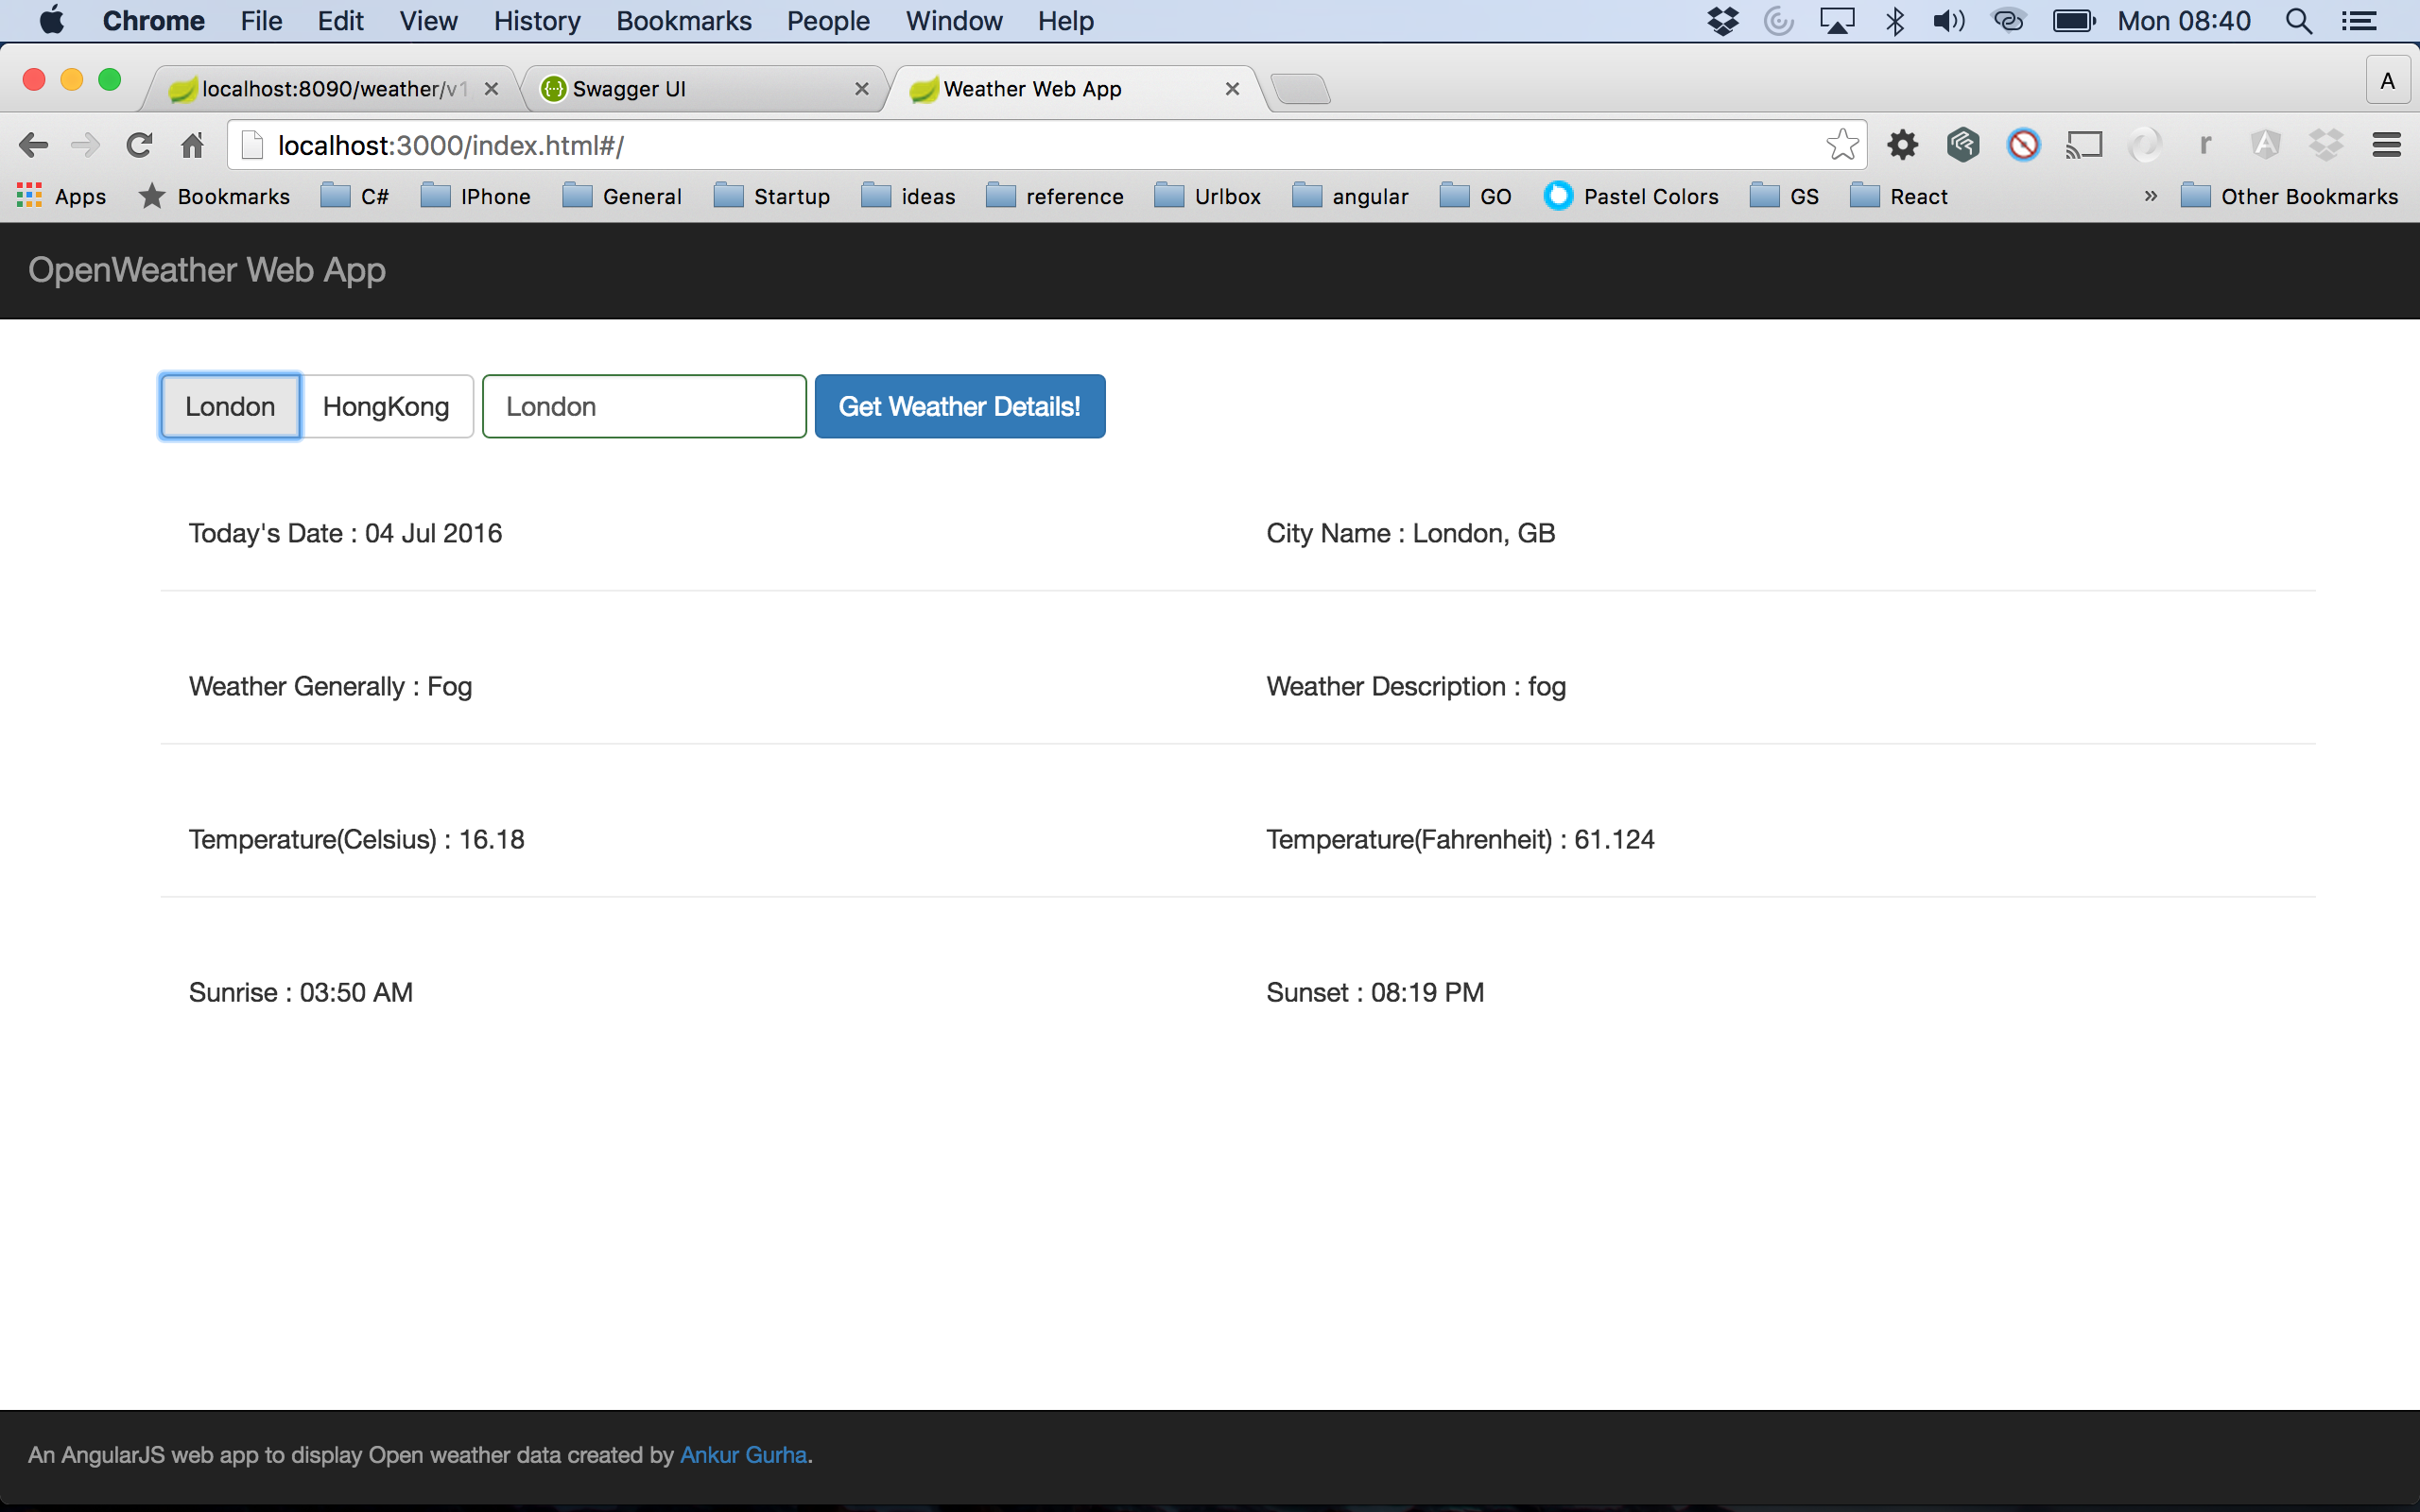 Chrome File Edit View History Bookmarks People Window Help Mon 08:40
localhost:8090/weather/v1 Swagger UI Weather Web App A
localhost:3000/index.html#/
Apps Bookmarks C# IPhone General Startup ideas reference Urlbox angular GO Pastel Colors GS React » Other Bookmarks
OpenWeather Web App
London HongKong London Get Weather Details!
Today's Date : 04 Jul 2016 City Name : London, GB
Weather Generally : Fog Weather Description : fog
Temperature(Celsius) : 16.18 Temperature(Fahrenheit) : 61.124
Sunrise : 03:50 AM Sunset : 08:19 PM
An AngularJS web app to display Open weather data created by Ankur Gurha.